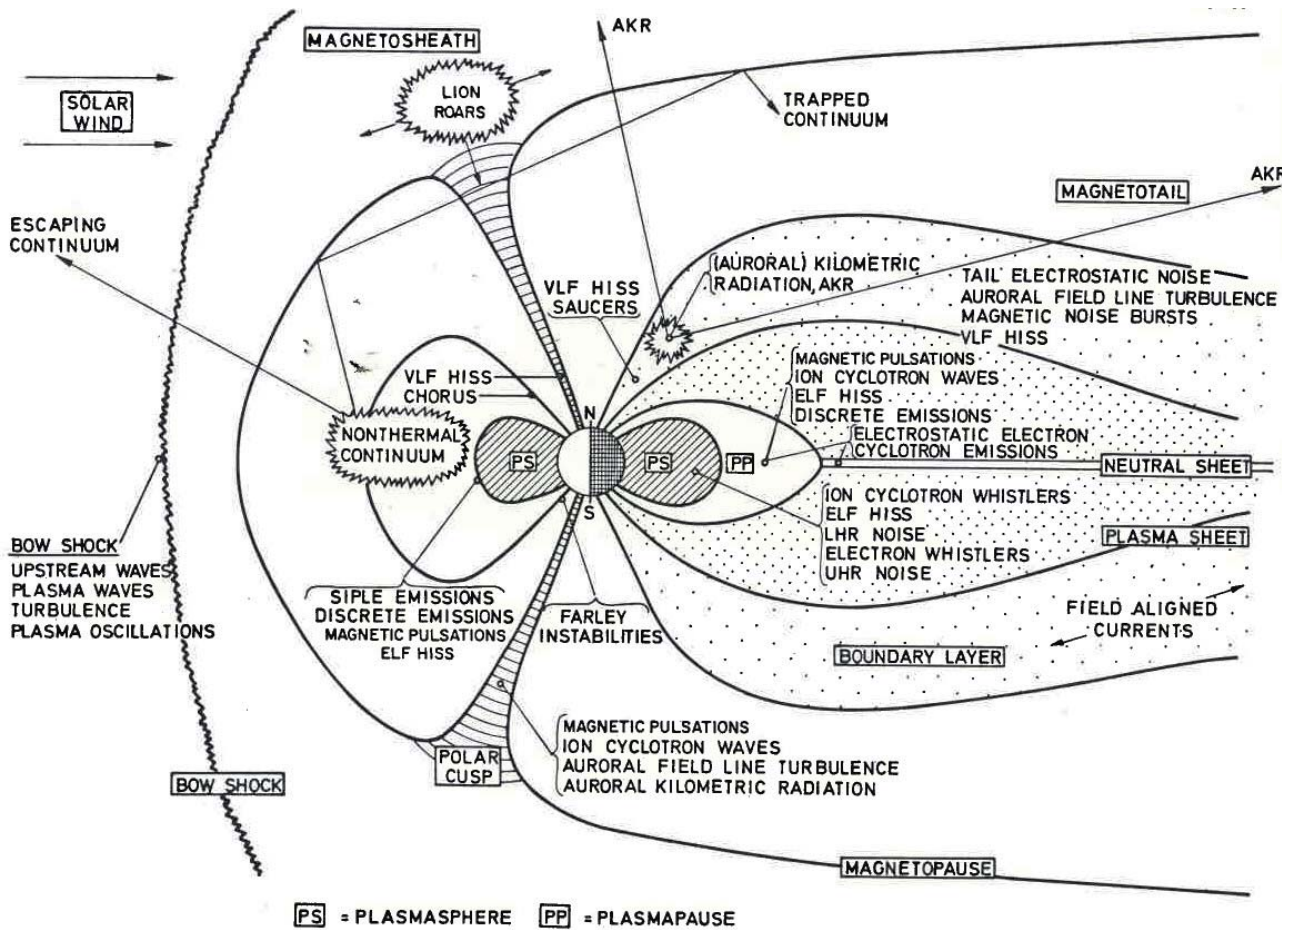 MAGNETOSHEATH
AKR
SOLAR
WIND
LION
ROARS
TRAPPED
CONTINUUM
MAGNETOTAIL
AKR
ESCAPING
CONTINUUM
(AURORAL) KILOMETRIC
RADIATION, AKR
VLF HISS
SAUCERS
TAIL ELECTROSTATIC NOISE
AURORAL FIELD LINE TURBULENCE
MAGNETIC NOISE BURSTS
VLF HISS
VLF HISS
CHORUS
MAGNETIC PULSATIONS
ION CYCLOTRON WAVES
ELF HISS
DISCRETE EMISSIONS
NONTHERMAL
CONTINUUM
N
PS
PS
PP
S
ELECTROSTATIC ELECTRON
CYCLOTRON EMISSIONS
NEUTRAL SHEET
ION CYCLOTRON WHISTLERS
ELF HISS
LHR NOISE
ELECTRON WHISTLERS
UHR NOISE
PLASMA SHEET
BOW SHOCK
UPSTREAM WAVES
PLASMA WAVES
TURBULENCE
PLASMA OSCILLATIONS
SIPLE EMISSIONS
DISCRETE EMISSIONS
MAGNETIC PULSATIONS
ELF HISS
FARLEY
INSTABILITIES
FIELD ALIGNED
CURRENTS
BOUNDARY LAYER
MAGNETIC PULSATIONS
ION CYCLOTRON WAVES
AURORAL FIELD LINE TURBULENCE
AURORAL KILOMETRIC RADIATION
POLAR
CUSP
BOW SHOCK
MAGNETOPAUSE
PS = PLASMASPHERE PP = PLASMAPAUSE